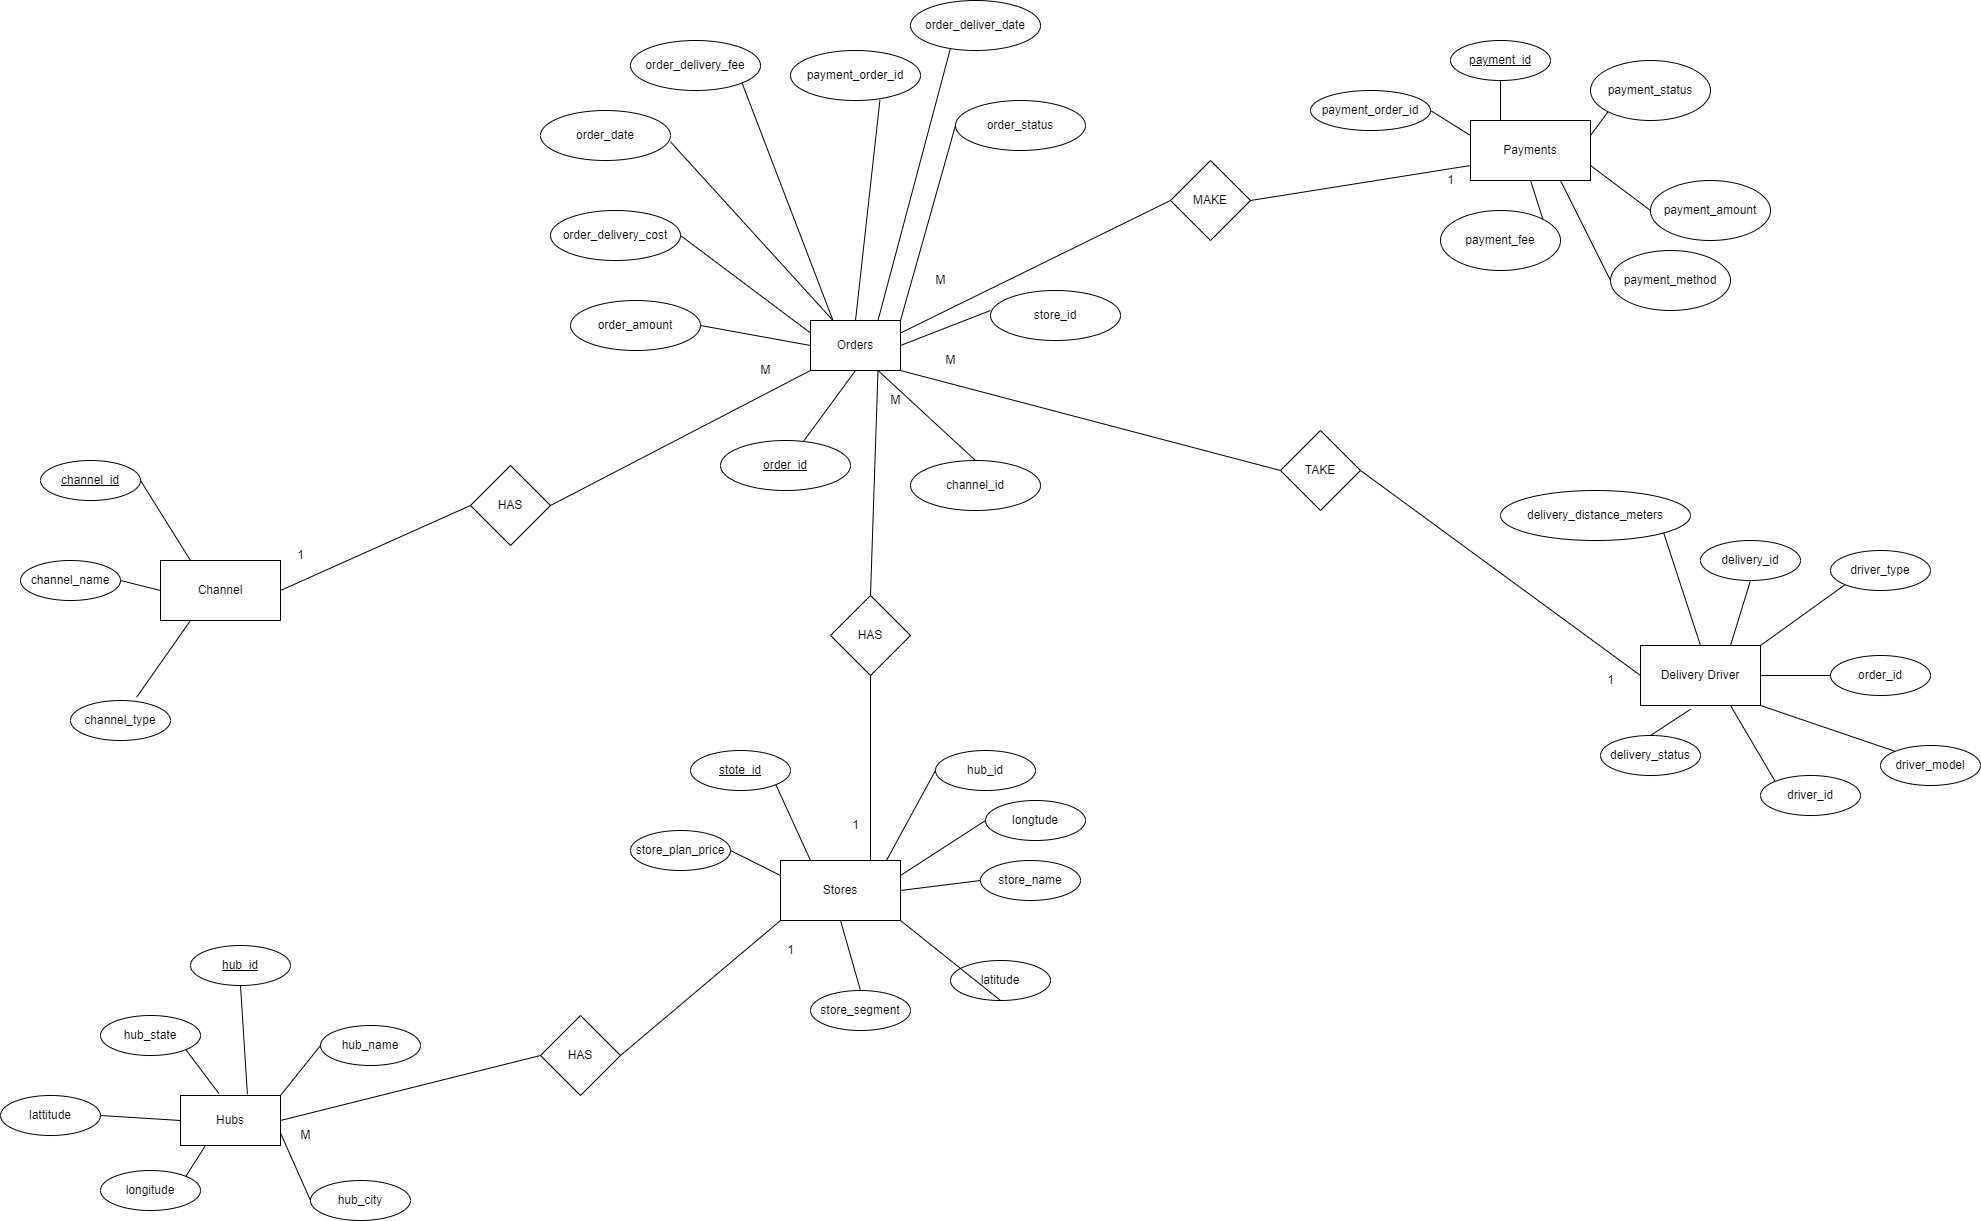 order_deliver_date
order_delivery_fee
payment_order_id
payment_id
payment_status
payment_order_id
order_date
order_status
Payments
MAKE
1
payment_amount
order_delivery_cost
payment_fee
M
payment_method
order_amount
store_id
Orders
M
M
M
order_id
channel_id
TAKE
channel_id
HAS
delivery_distance_meters
1
delivery_id
driver_type
channel_name
Channel
HAS
1
Delivery Driver
order_id
channel_type
delivery_status
driver_model
driver_id
stote_id
hub_id
1
longtude
store_plan_price
Stores
store_name
1
hub_id
latitude
store_segment
hub_state
hub_name
HAS
lattitude
Hubs
M
longitude
hub_city